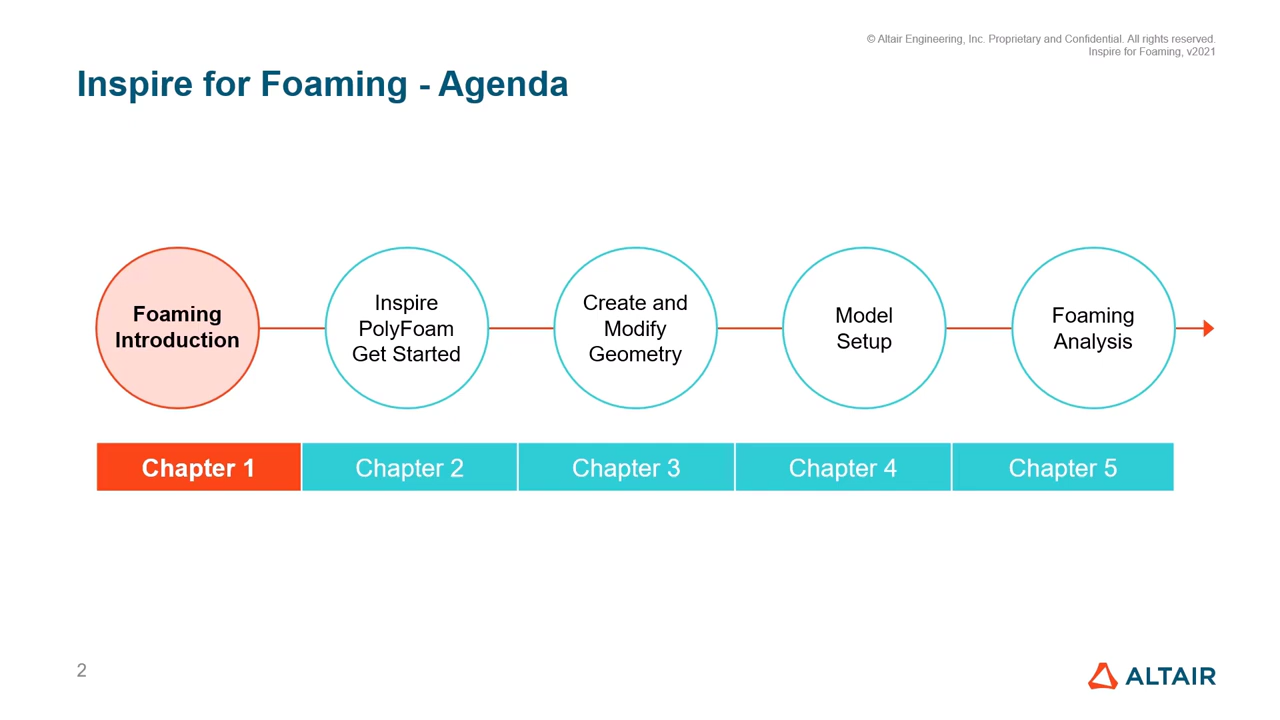 © Altair Engineering, Inc. Proprietary and Confidential. All rights reserved.
Inspire for Foaming, v2021
Inspire for Foaming - Agenda
Foaming
Introduction
Inspire
PolyFoam
Get Started
Create and
Modify
Geometry
Model
Setup
Foaming
Analysis
Chapter 1
Chapter 2
Chapter 3
Chapter 4
Chapter 5
2
ALTAIR